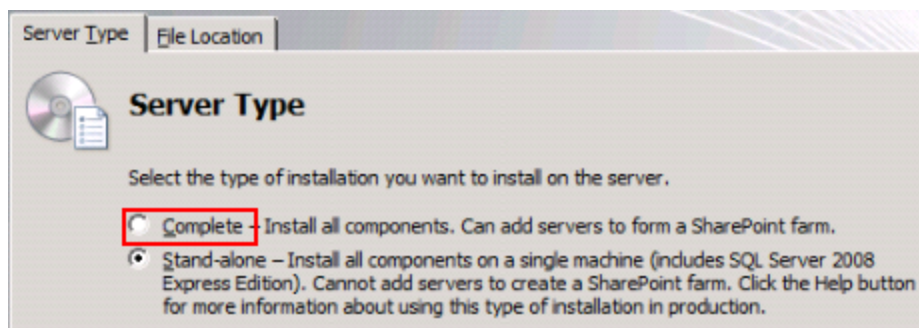 Server Type File Location
Server Type
Select the type of installation you want to install on the server.
Complete – Install all components. Can add servers to form a SharePoint farm.
Stand-alone – Install all components on a single machine (includes SQL Server 2008
Express Edition). Cannot add servers to create a SharePoint farm. Click the Help button
for more information about using this type of installation in production.